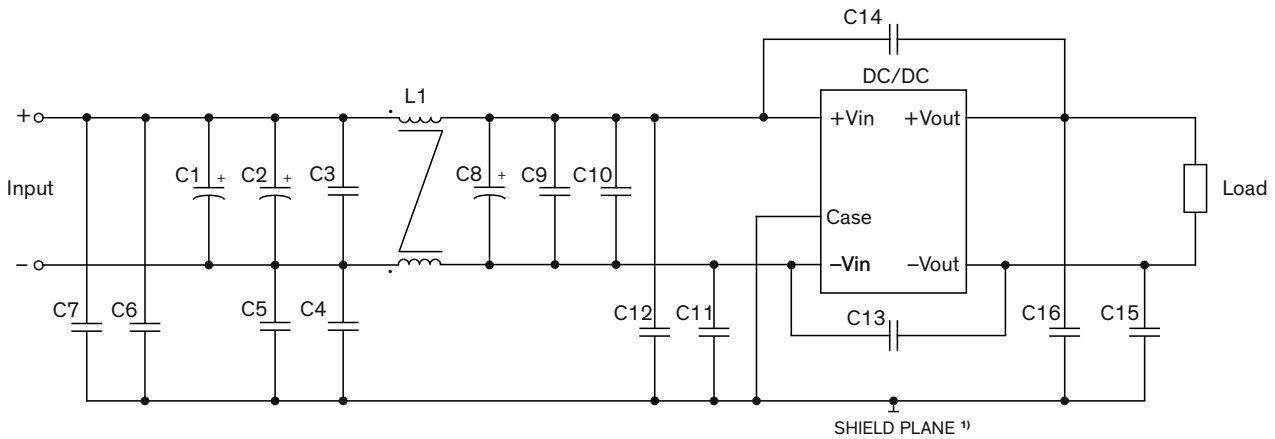 C14
DC/DC
L1
+
+Vin
+Vout
C1
+
C2
+
C3
C8
+
C9
C10
Input
Load
Case
−
−Vin
−Vout
C7
C6
C5
C4
C12
C11
C13
C16
C15
SHIELD PLANE ¹⁾